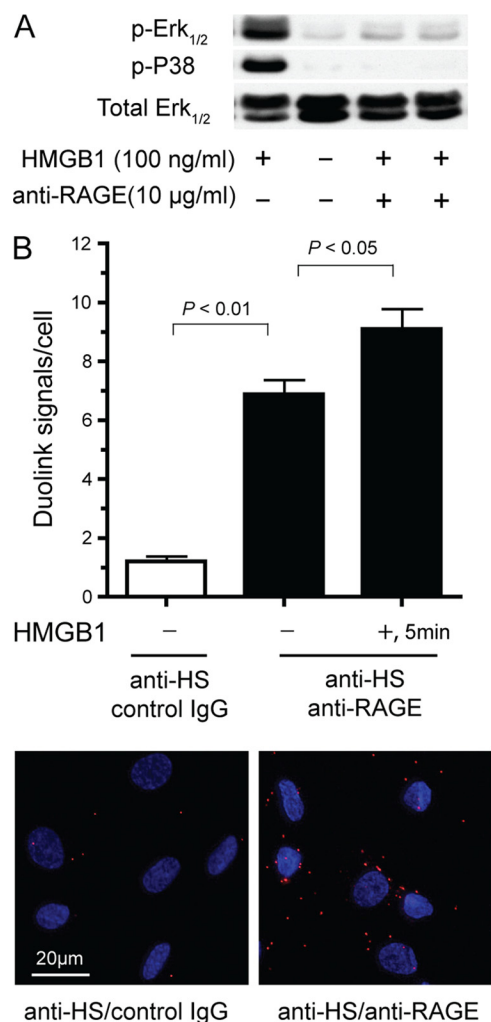 A
p-Erk1/2
p-P38
Total Erk1/2
HMGB1 (100 ng/ml) + − + +
anti-RAGE(10 µg/ml) − − + +
B
P < 0.05
P < 0.01
Duolink signals/cell
12
10
8
6
4
2
0
HMGB1 − − +, 5min
anti-HS anti-HS
control IgG anti-RAGE
20µm
anti-HS/control IgG anti-HS/anti-RAGE